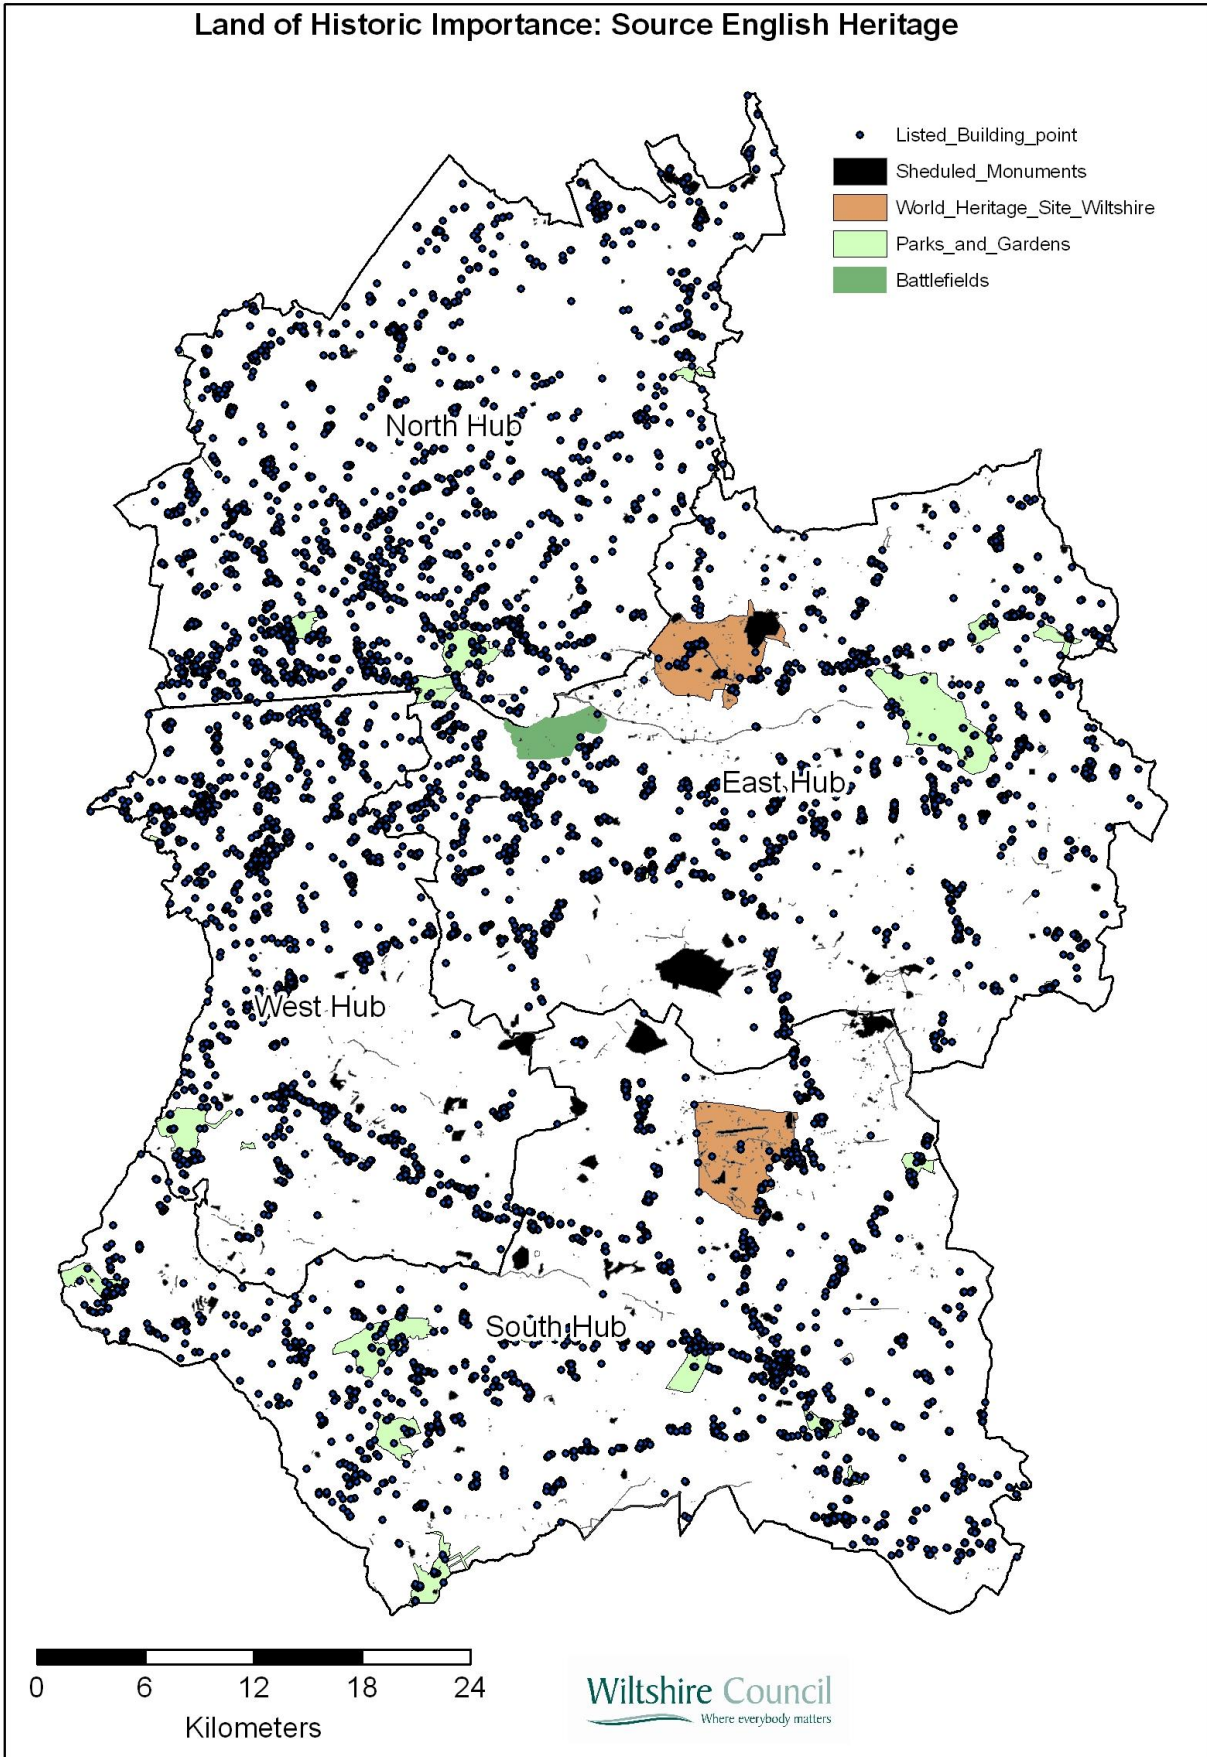 Land of Historic Importance: Source English Heritage
Listed_Building_point
Sheduled_Monuments
World_Heritage_Site_Wiltshire
Parks_and_Gardens
Battlefields
North Hub
East Hub
West Hub
South Hub
0 6 12 18 24
Kilometers
Wiltshire Council
Where everybody matters